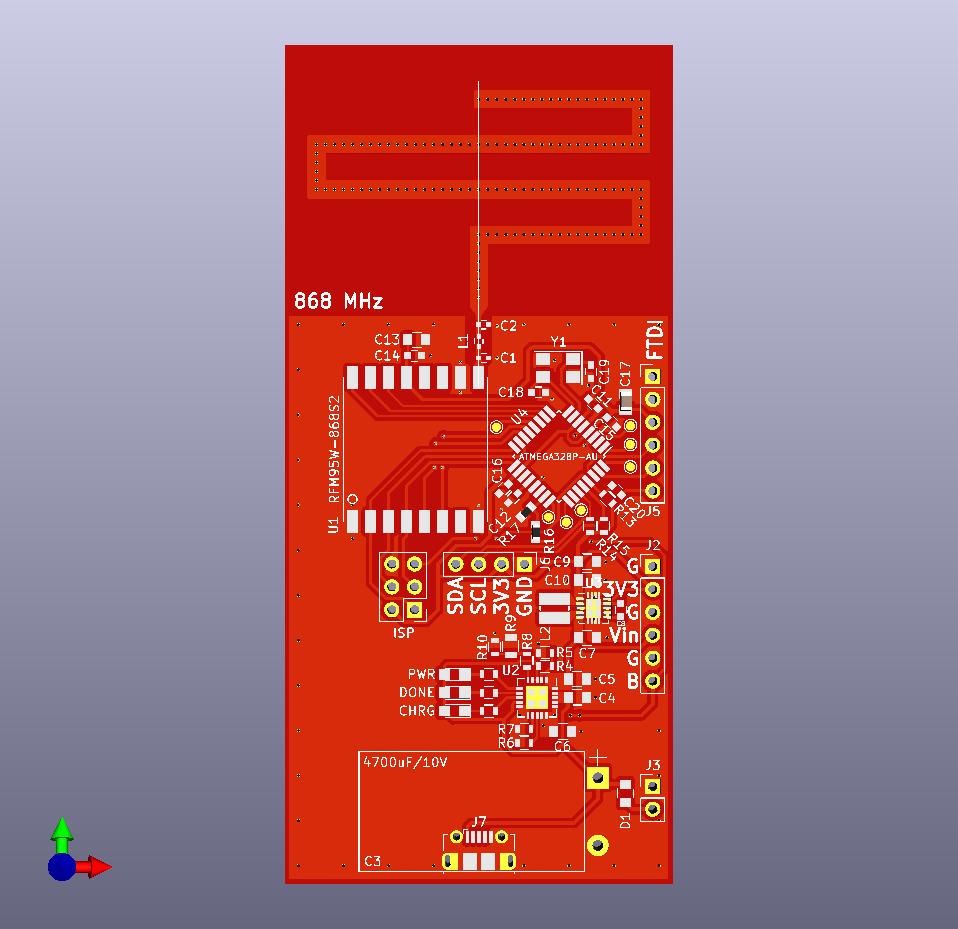 868 MHz
C2
C13
L1
C14
C1
Y1
FTDI
C19
C17
C18
C11
U4
C15
RFM95W-868S2
U1
ATMEGA328P-AU
C16
C20
R13
C12
R17
J5
R16
R15
R14
J2
J6
C9
G
C10
U3
3V3
SDA
SCL
3V3
GND
G
R9
ISP
L2
Vin
R10
R8
R5
C7
G
R4
U2
PWR
C5
B
DONE
C4
CHRG
R7
R6
C6
4700uF/10V
J3
J7
D1
C3